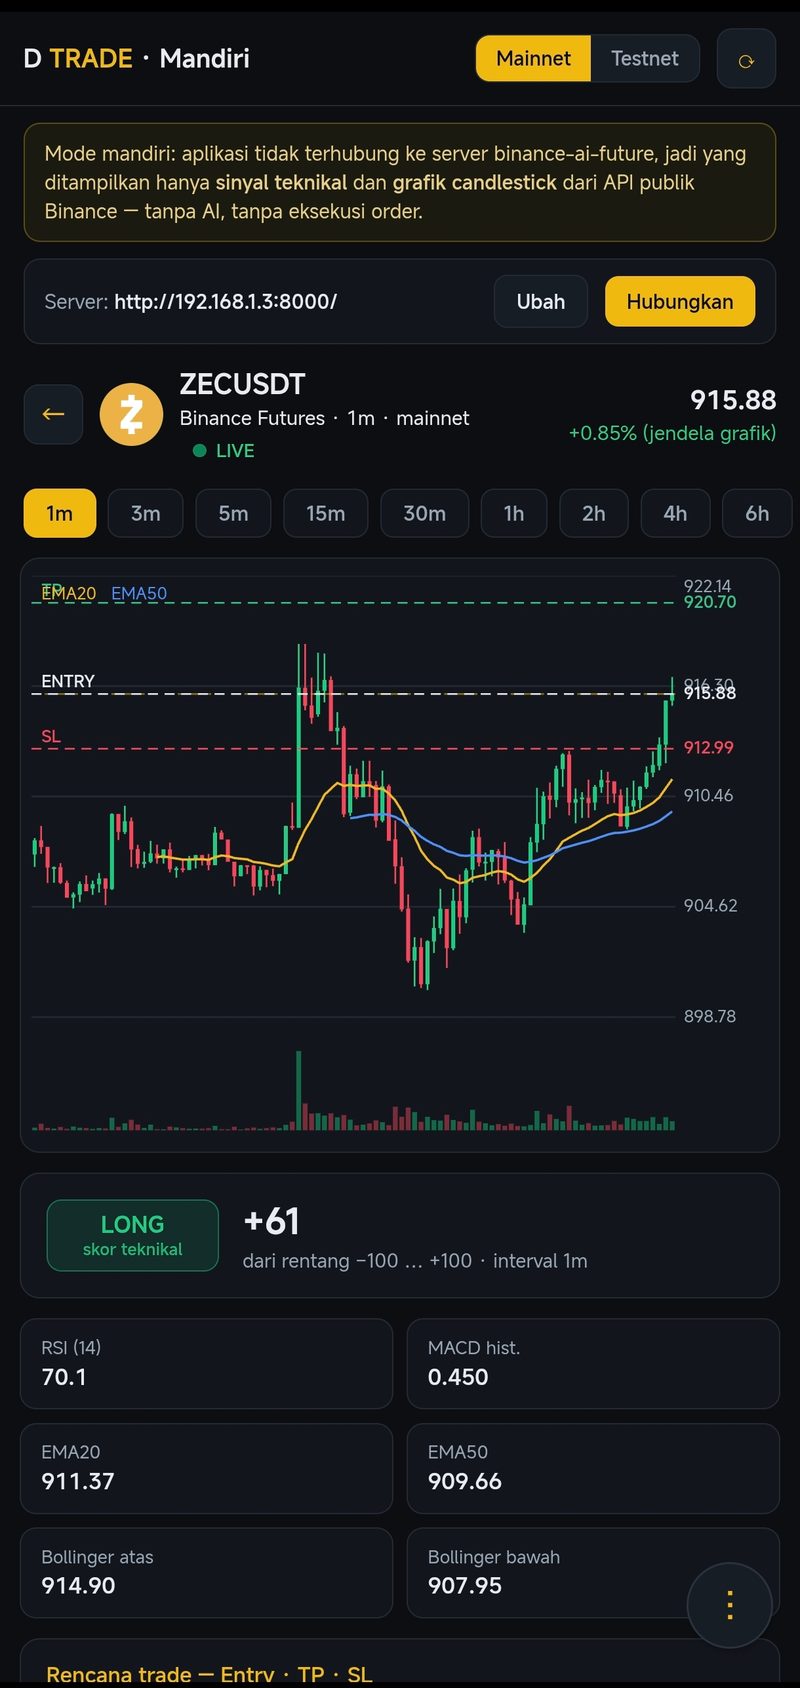 D TRADE · Mandiri
Mainnet
Testnet
Mode mandiri: aplikasi tidak terhubung ke server binance-ai-future, jadi yang
ditampilkan hanya sinyal teknikal dan grafik candlestick dari API publik
Binance — tanpa AI, tanpa eksekusi order.
Server: http://192.168.1.3:8000/
Ubah
Hubungkan
ZECUSDT
Binance Futures · 1m · mainnet
LIVE
915.88
+0.85% (jendela grafik)
1m
3m
5m
15m
30m
1h
2h
4h
6h
TP
EMA20
EMA50
922.14
920.70
ENTRY
916.30
915.88
SL
912.99
910.46
904.62
898.78
LONG
skor teknikal
+61
dari rentang −100 … +100 · interval 1m
RSI (14)
70.1
MACD hist.
0.450
EMA20
911.37
EMA50
909.66
Bollinger atas
914.90
Bollinger bawah
907.95
Rencana trade — Entry · TP · SL